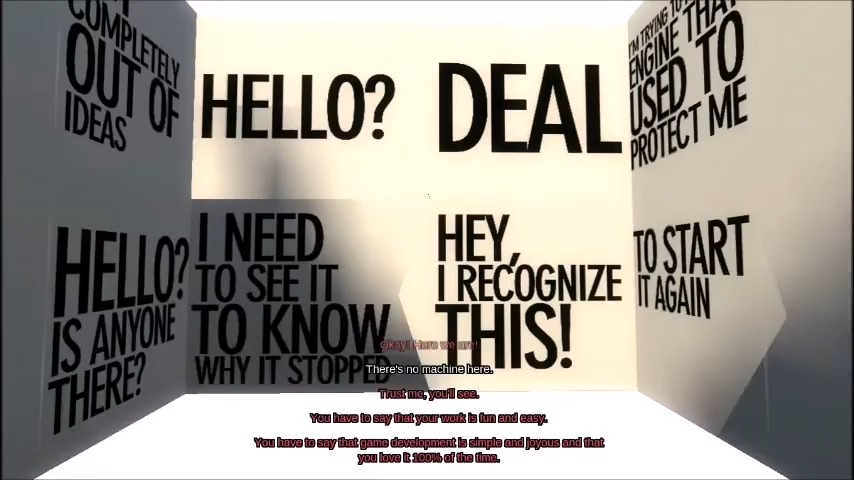 COMPLETELY
OUT OF
IDEAS
HELLO?
IS ANYONE
THERE?
HELLO?
I NEED
TO SEE IT
TO KNOW
WHY IT STOPPED
DEAL
HEY,
I RECOGNIZE
THIS!
I'M TRYING TO
ENGINE THAT
USED TO
PROTECT ME
TO START
IT AGAIN
Okay! Here we are!
There's no machine here.
Trust me, you'll see.
You have to say that your work is fun and easy.
You have to say that game development is simple and joyous and that
you love it 100% of the time.